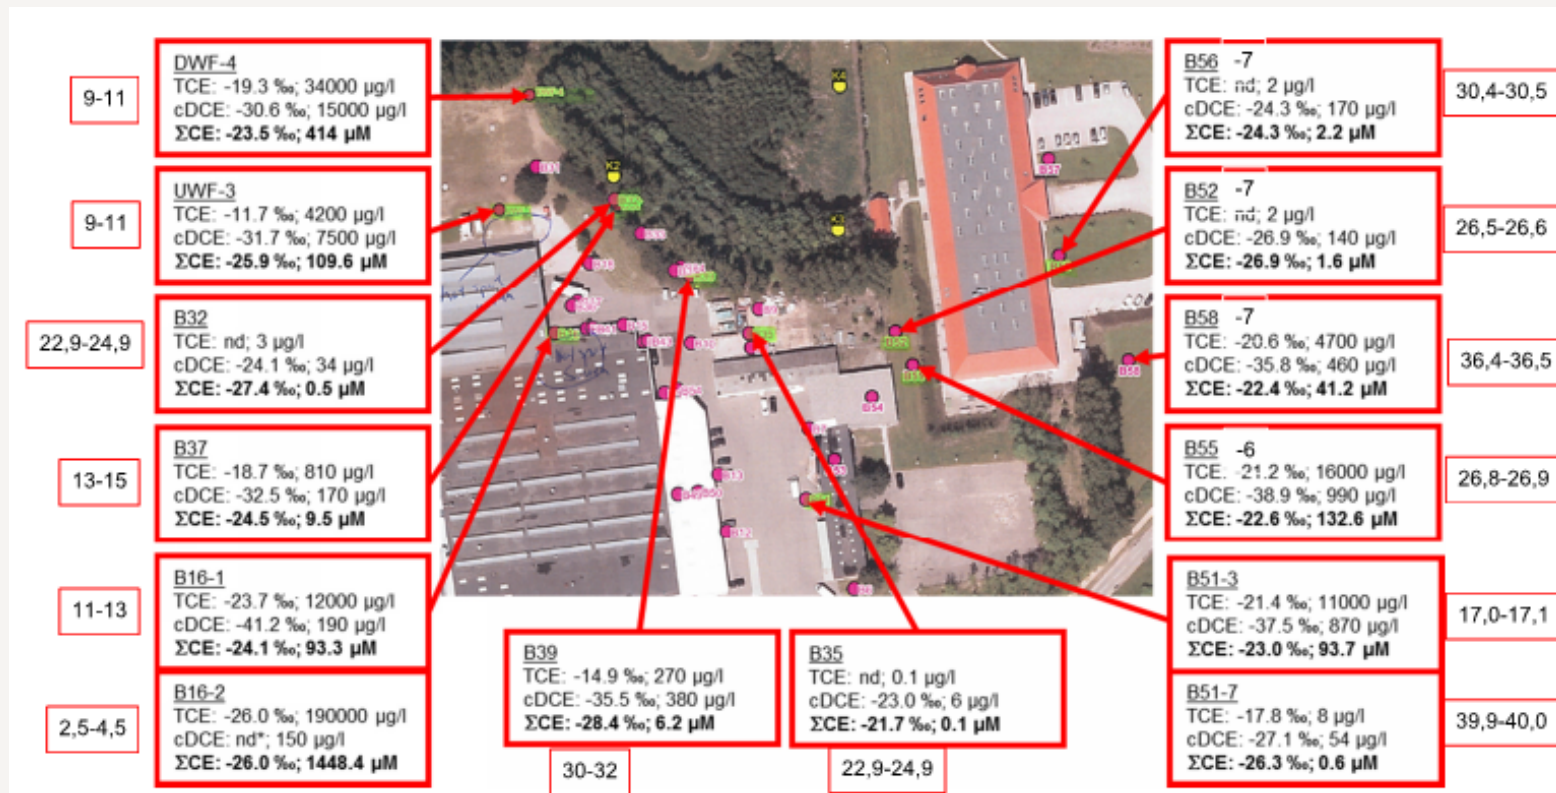 DWF-4
TCE: -19.3 ‰; 34000 µg/l
cDCE: -30.6 ‰; 15000 µg/l
ΣCE: -23.5 ‰; 414 µM
9-11
UWF-3
TCE: -11.7 ‰; 4200 µg/l
cDCE: -31.7 ‰; 7500 µg/l
ΣCE: -25.9 ‰; 109.6 µM
9-11
B32
TCE: nd; 3 µg/l
cDCE: -24.1 ‰; 34 µg/l
ΣCE: -27.4 ‰; 0.5 µM
22,9-24,9
B37
TCE: -18.7 ‰; 810 µg/l
cDCE: -32.5 ‰; 170 µg/l
ΣCE: -24.5 ‰; 9.5 µM
13-15
B16-1
TCE: -23.7 ‰; 12000 µg/l
cDCE: -41.2 ‰; 190 µg/l
ΣCE: -24.1 ‰; 93.3 µM
11-13
B16-2
TCE: -26.0 ‰; 190000 µg/l
cDCE: nd*; 150 µg/l
ΣCE: -26.0 ‰; 1448.4 µM
2,5-4,5
K4
K2
K3
B31
B57
B52
B58
B54
B13
B39
TCE: -14.9 ‰; 270 µg/l
cDCE: -35.5 ‰; 380 µg/l
ΣCE: -28.4 ‰; 6.2 µM
30-32
B35
TCE: nd; 0.1 µg/l
cDCE: -23.0 ‰; 6 µg/l
ΣCE: -21.7 ‰; 0.1 µM
22,9-24,9
B56 -7
TCE: nd; 2 µg/l
cDCE: -24.3 ‰; 170 µg/l
ΣCE: -24.3 ‰; 2.2 µM
30,4-30,5
B52 -7
TCE: nd; 2 µg/l
cDCE: -26.9 ‰; 140 µg/l
ΣCE: -26.9 ‰; 1.6 µM
26,5-26,6
B58 -7
TCE: -20.6 ‰; 4700 µg/l
cDCE: -35.8 ‰; 460 µg/l
ΣCE: -22.4 ‰; 41.2 µM
36,4-36,5
B55 -6
TCE: -21.2 ‰; 16000 µg/l
cDCE: -38.9 ‰; 990 µg/l
ΣCE: -22.6 ‰; 132.6 µM
26,8-26,9
B51-3
TCE: -21.4 ‰; 11000 µg/l
cDCE: -37.5 ‰; 870 µg/l
ΣCE: -23.0 ‰; 93.7 µM
17,0-17,1
B51-7
TCE: -17.8 ‰; 8 µg/l
cDCE: -27.1 ‰; 54 µg/l
ΣCE: -26.3 ‰; 0.6 µM
39,9-40,0